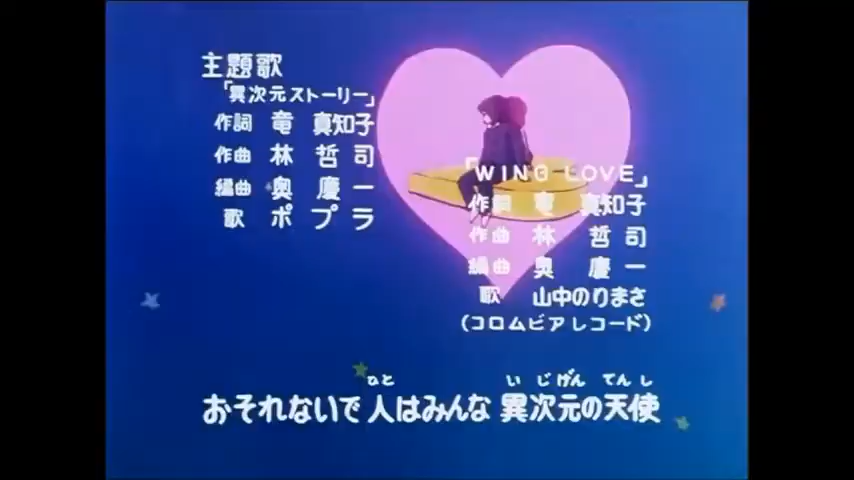 主題歌
「異次元ストーリー」
作詞 竜 真知子
作曲 林 哲司
編曲 奥 慶一
歌 ポプラ
「WING LOVE」
作詞 竜 真知子
作曲 林 哲司
編曲 奥 慶一
歌 山中のりまさ
(コロムビアレコード)
ひと いじげん てんし
おそれないで人はみんな異次元の天使